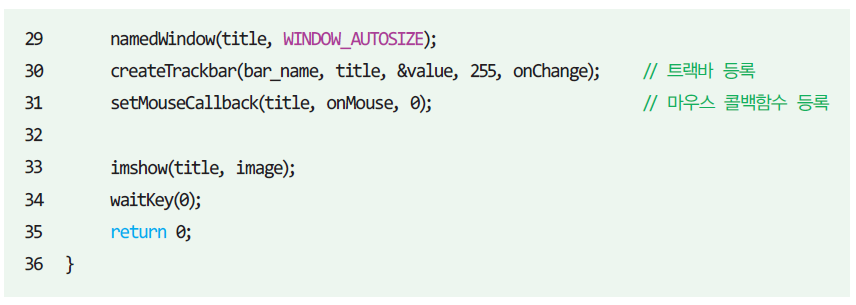 29 namedWindow(title, WINDOW_AUTOSIZE);
30 createTrackbar(bar_name, title, &value, 255, onChange); // 트랙바 등록
31 setMouseCallback(title, onMouse, 0); // 마우스 콜백함수 등록
32
33 imshow(title, image);
34 waitKey(0);
35 return 0;
36 }